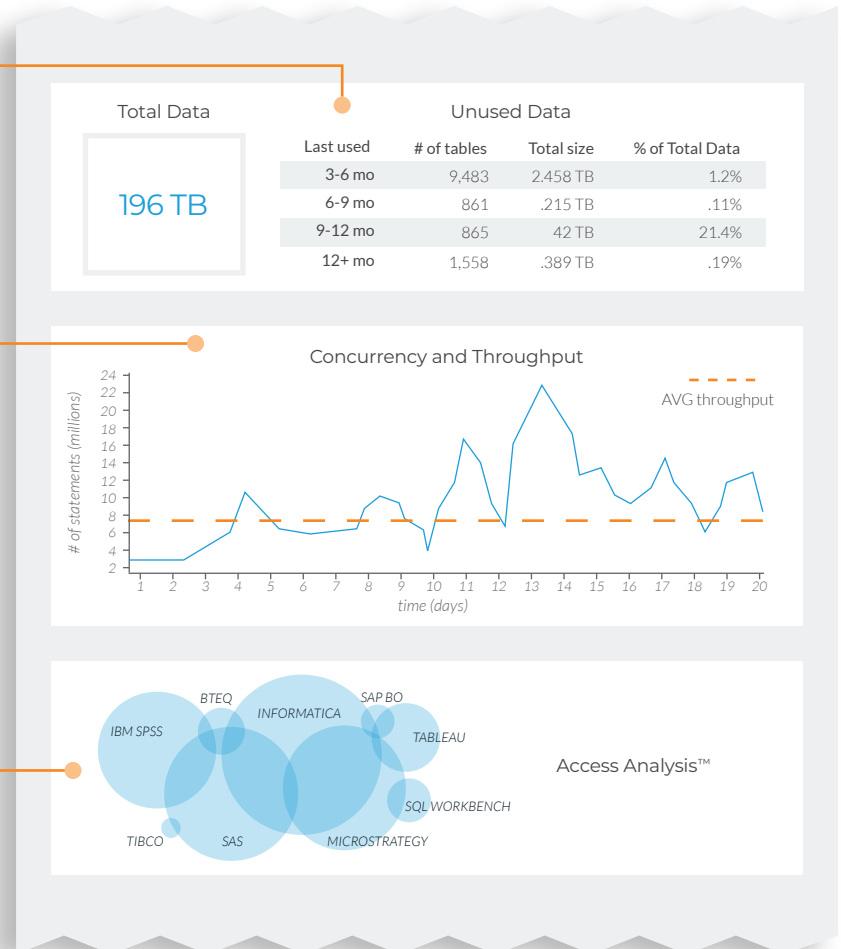 Total Data
Unused Data
196 TB
Last used # of tables Total size % of Total Data
3-6 mo 9,483 2.458 TB 1.2%
6-9 mo 861 .215 TB .11%
9-12 mo 865 42 TB 21.4%
12+ mo 1,558 .389 TB .19%
Concurrency and Throughput
AVG throughput
# of statements (millions)
24
22
20
18
16
14
12
10
8
6
4
2
1 2 3 4 5 6 7 8 9 10 11 12 13 14 15 16 17 18 19 20
time (days)
BTEQ
SAP BO
IBM SPSS
INFORMATICA
TABLEAU
Access Analysis™
SQL WORKBENCH
TIBCO
SAS
MICROSTRATEGY